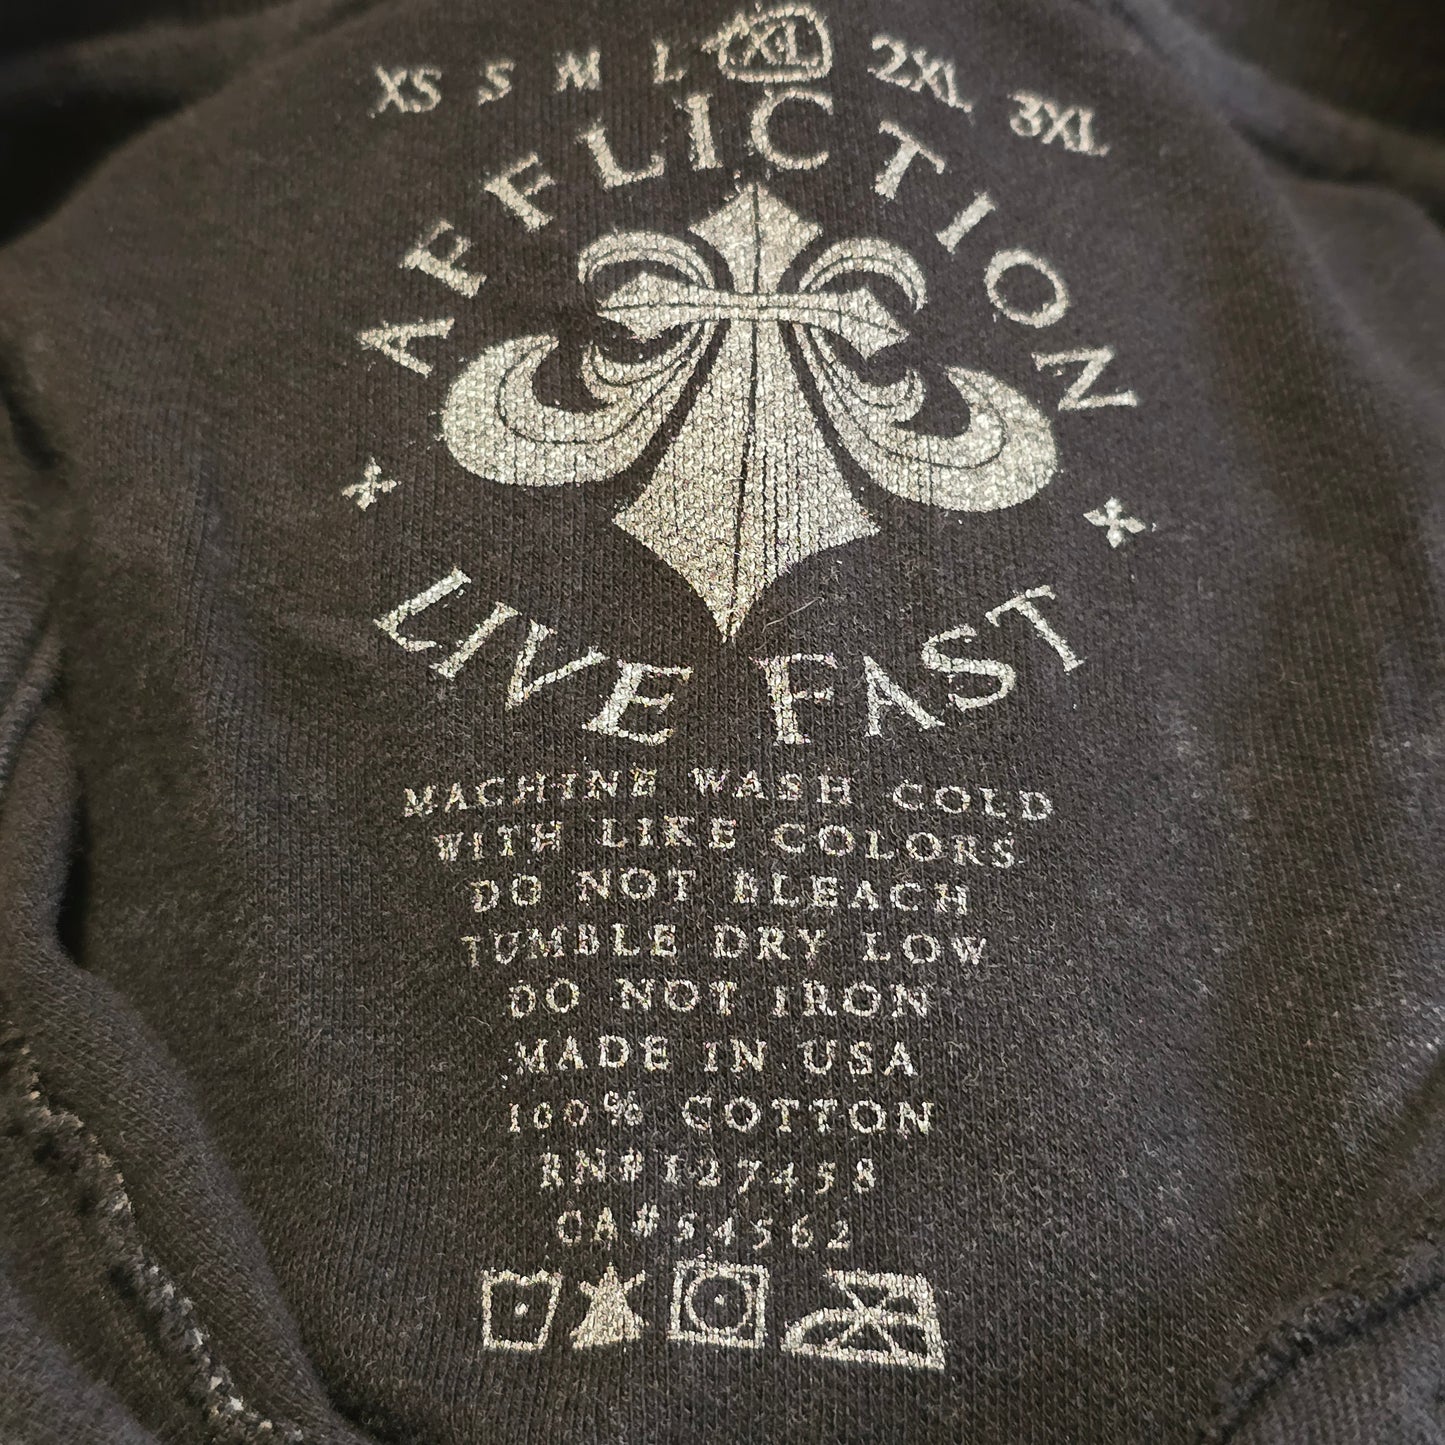 XS S M L XL 2XL 3XL
AFFLICTION
LIVE FAST
MACHINE WASH COLD
WITH LIKE COLORS
DO NOT BLEACH
TUMBLE DRY LOW
DO NOT IRON
MADE IN USA
100% COTTON
RN#127458
CA#54562